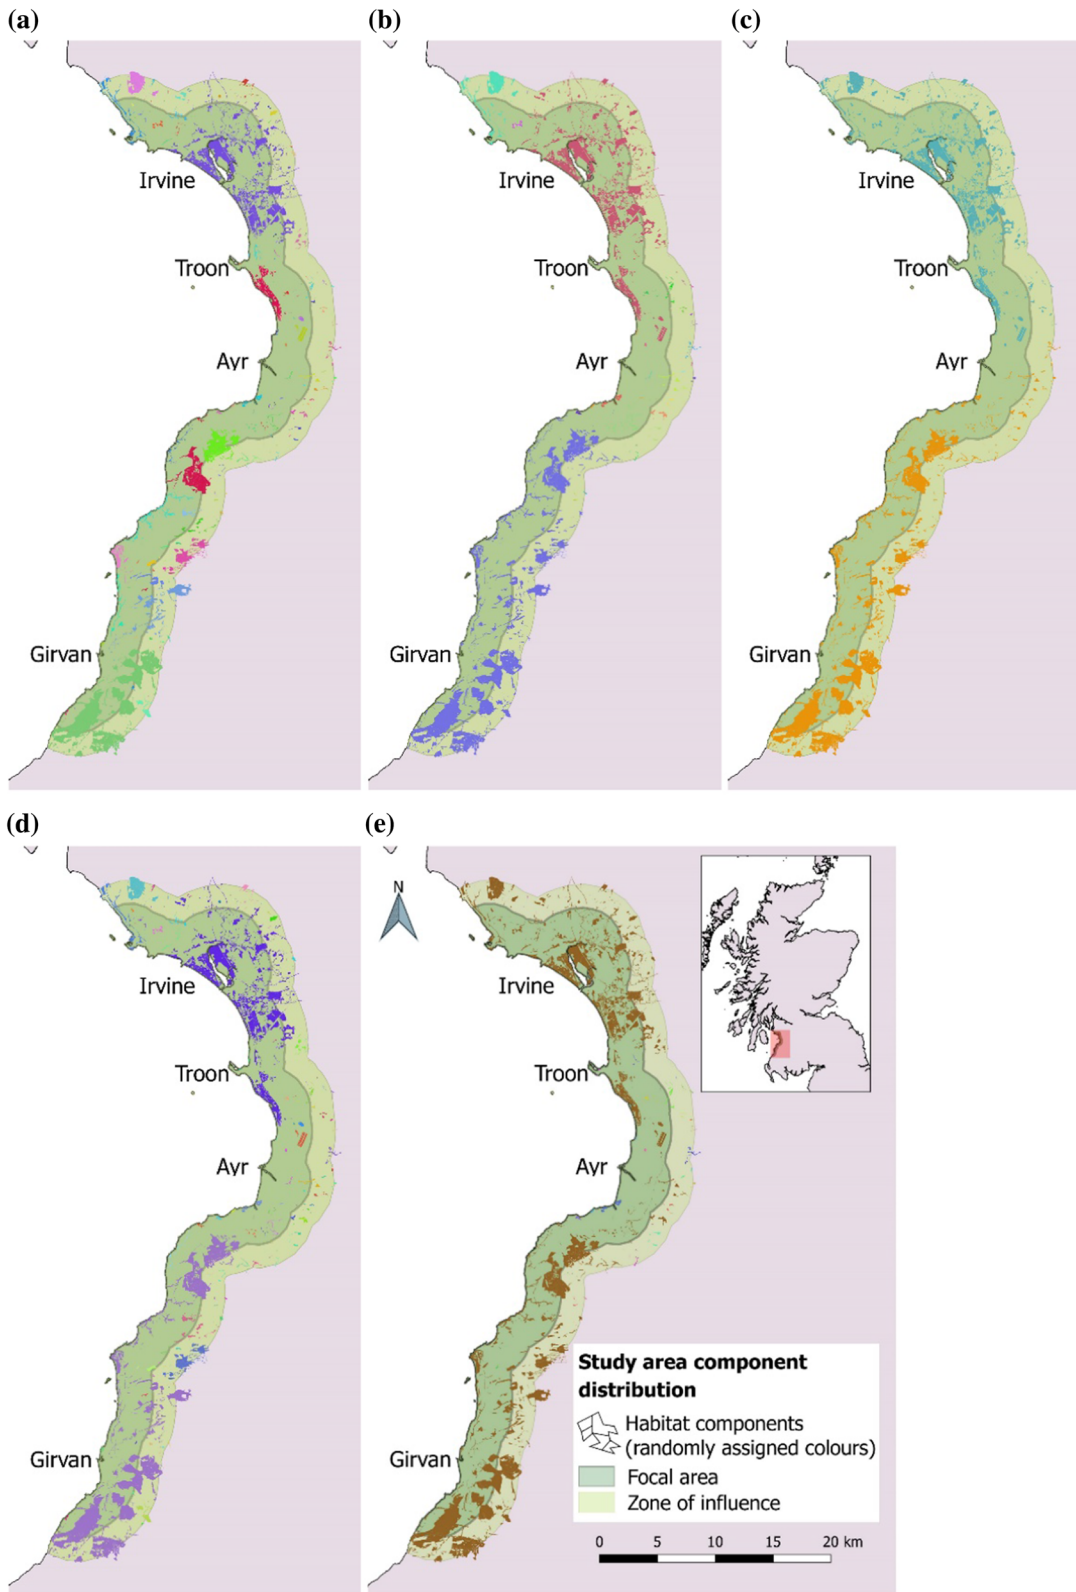 (a)
(b)
(c)
Irvine
Irvine
Irvine
Troon
Troon
Troon
Ayr
Ayr
Ayr
Girvan
Girvan
Girvan
(d)
(e)
N
Irvine
Irvine
Troon
Troon
Ayr
Ayr
Study area component
distribution
Habitat components
(randomly assigned colours)
Focal area
Zone of influence
Girvan
Girvan
0 5 10 15 20 km